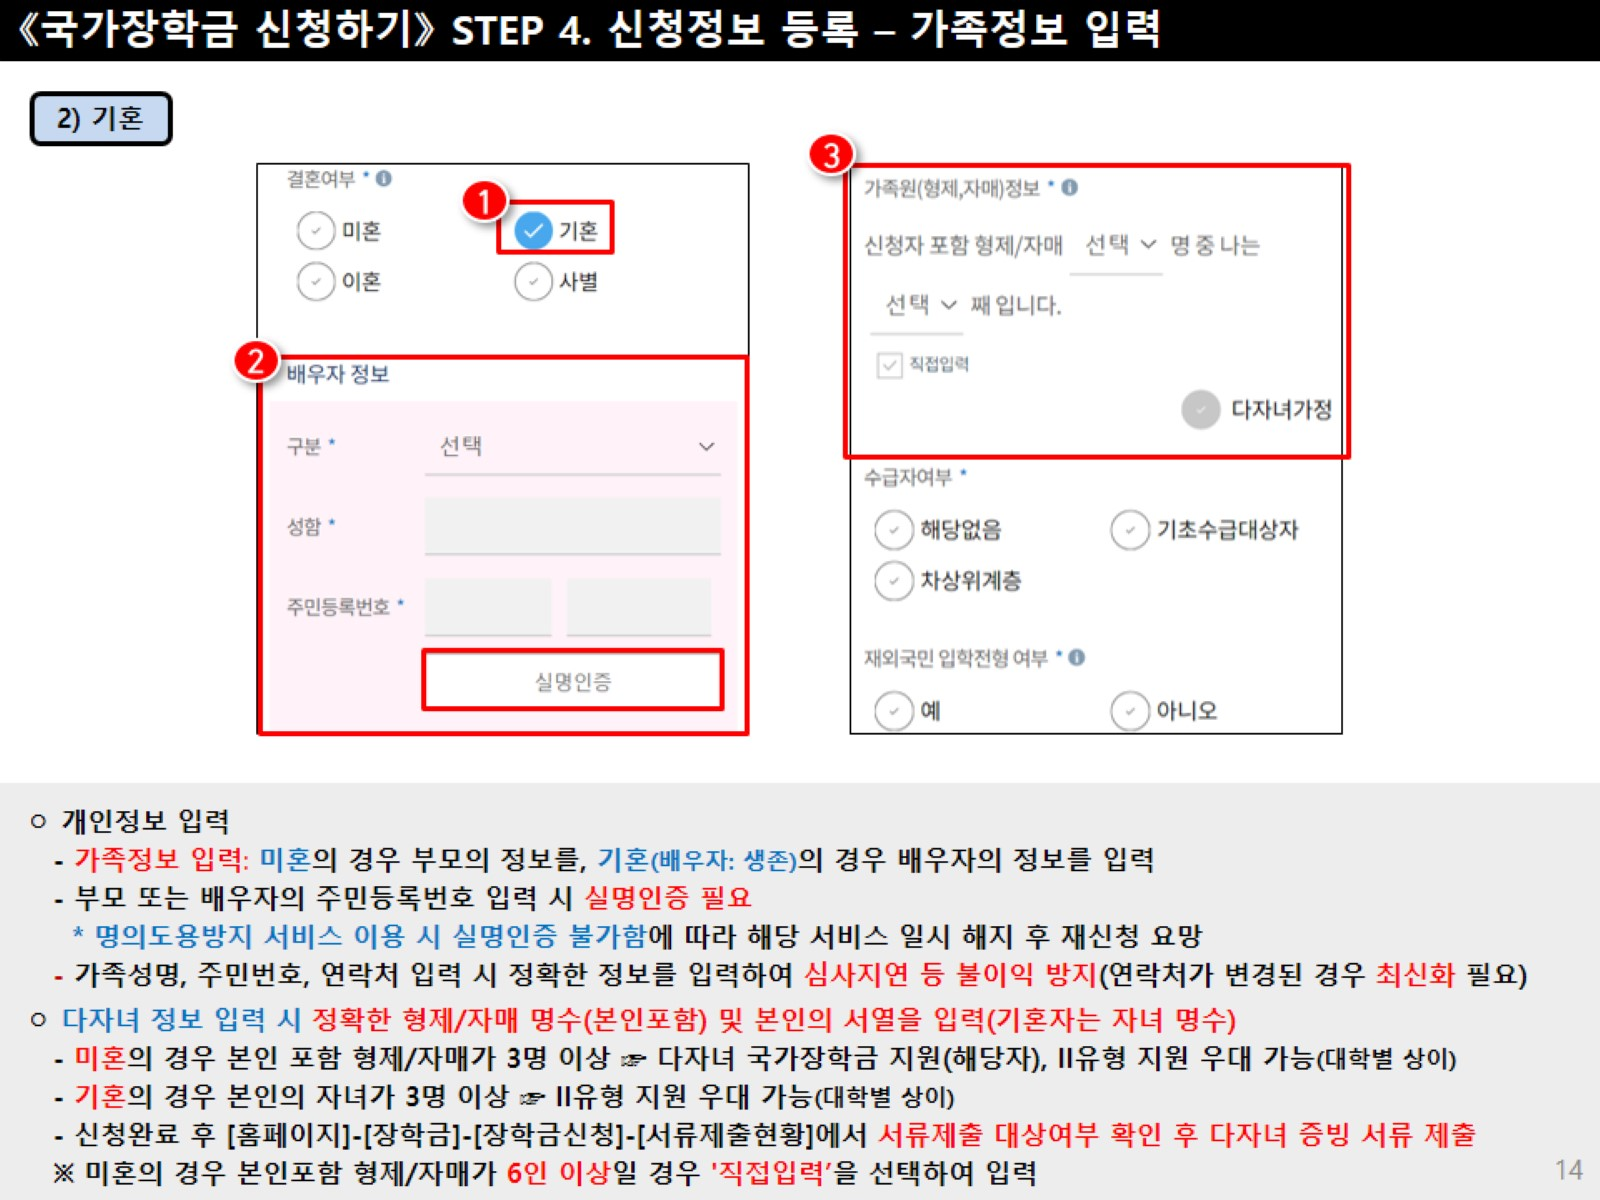 《국가장학금 신청하기》 STEP 4. 신청정보 등록 – 가족정보 입력
2) 기혼
결혼여부 *
1
미혼
기혼
이혼
사별
2
배우자 정보
구분 *
선택
성함 *
주민등록번호 *
실명인증
3
가족원(형제,자매)정보 *
신청자 포함 형제/자매 선택 명 중 나는
선택 째 입니다.
직접입력
다자녀가정
수급자여부 *
해당없음
기초수급대상자
차상위계층
재외국민 입학전형 여부 *
예
아니오
○ 개인정보 입력
- 가족정보 입력: 미혼의 경우 부모의 정보를, 기혼(배우자: 생존)의 경우 배우자의 정보를 입력
- 부모 또는 배우자의 주민등록번호 입력 시 실명인증 필요
* 명의도용방지 서비스 이용 시 실명인증 불가함에 따라 해당 서비스 일시 해지 후 재신청 요망
- 가족성명, 주민번호, 연락처 입력 시 정확한 정보를 입력하여 심사지연 등 불이익 방지(연락처가 변경된 경우 최신화 필요)
○ 다자녀 정보 입력 시 정확한 형제/자매 명수(본인포함) 및 본인의 서열을 입력(기혼자는 자녀 명수)
- 미혼의 경우 본인 포함 형제/자매가 3명 이상 ☞ 다자녀 국가장학금 지원(해당자), II유형 지원 우대 가능(대학별 상이)
- 기혼의 경우 본인의 자녀가 3명 이상 ☞ II유형 지원 우대 가능(대학별 상이)
- 신청완료 후 [홈페이지]-[장학금]-[장학금신청]-[서류제출현황]에서 서류제출 대상여부 확인 후 다자녀 증빙 서류 제출
※ 미혼의 경우 본인포함 형제/자매가 6인 이상일 경우 '직접입력'을 선택하여 입력
14